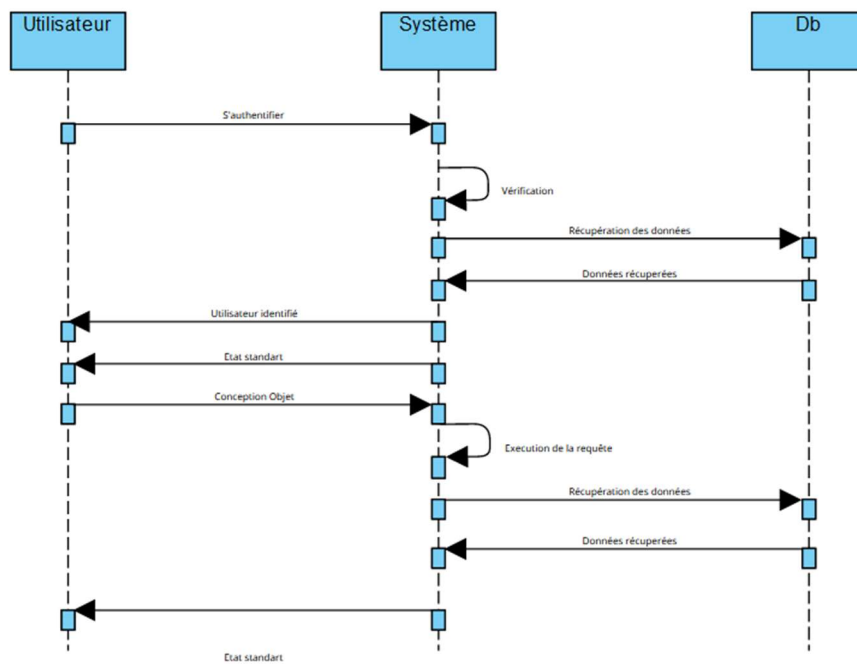 Utilisateur
Système
Db
S'authentifier
Vérification
Récupération des données
Données récuperées
Utilisateur identifié
Etat standart
Conception Objet
Execution de la requête
Récupération des données
Données récuperées
Etat standart